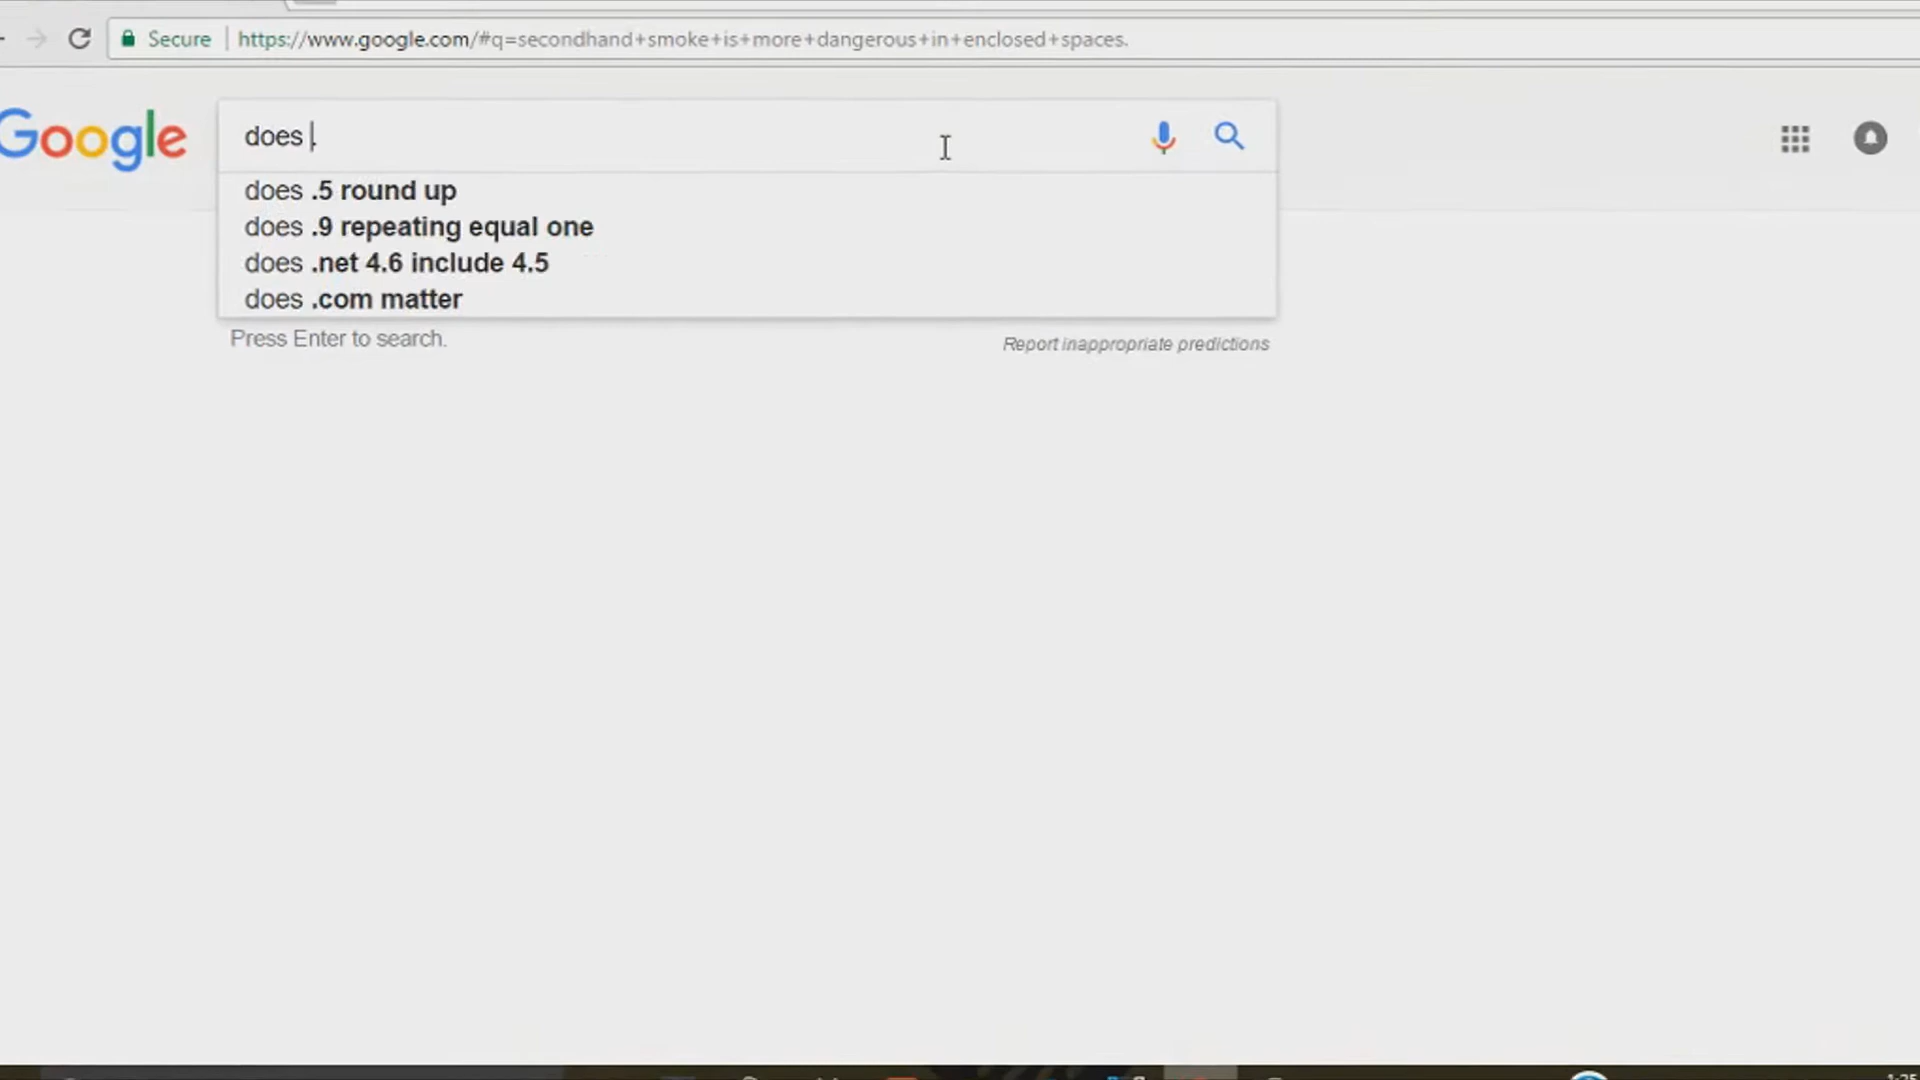 Secure https://www.google.com/#q=secondhand+smoke+is+more+dangerous+in+enclosed+spaces.
Google
does .
does .5 round up
does .9 repeating equal one
does .net 4.6 include 4.5
does .com matter
Press Enter to search.
Report inappropriate predictions